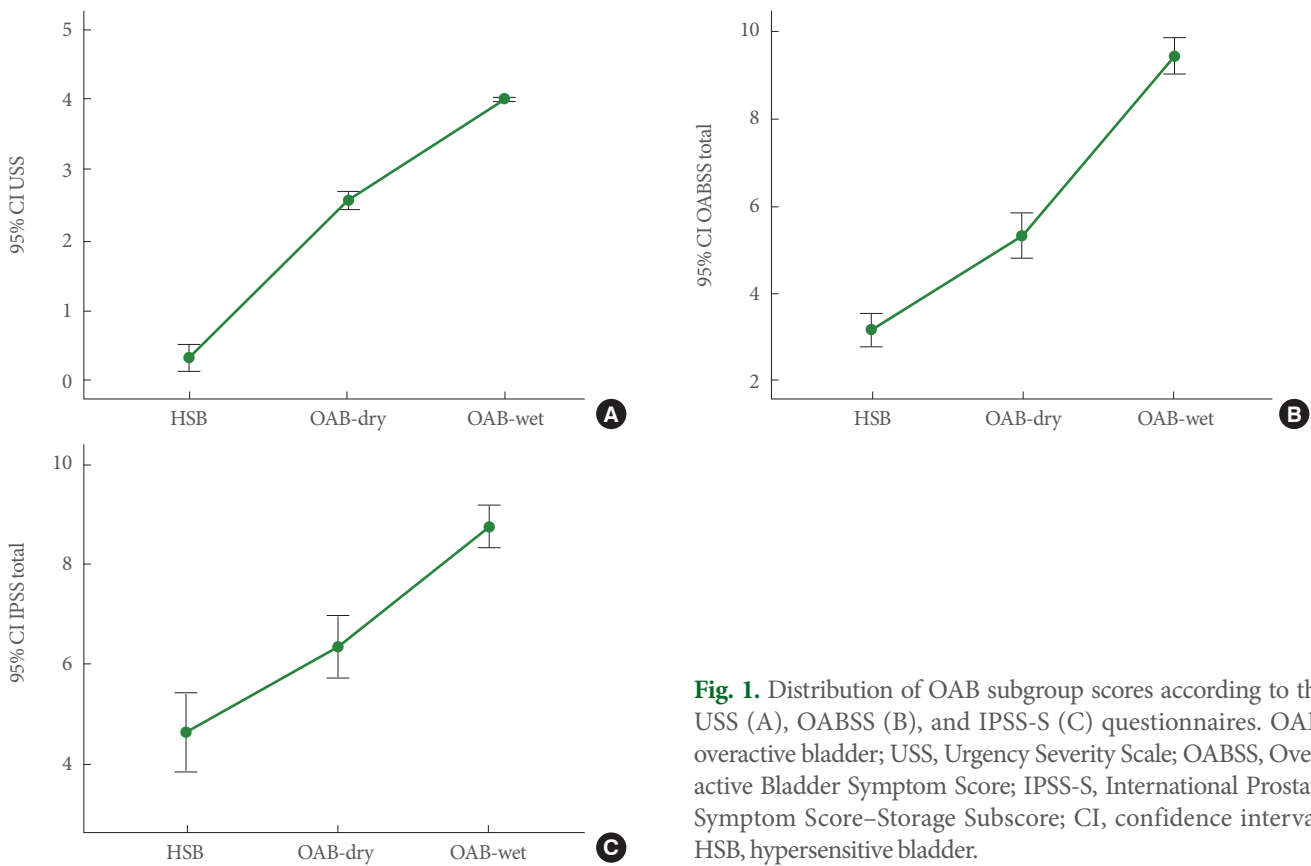 5
4
3
2
1
0
95% CI USS
HSB OAB-dry OAB-wet
A
10
8
6
4
2
95% CI OABSS total
HSB OAB-dry OAB-wet
B
10
8
6
4
95% CI IPSS total
HSB OAB-dry OAB-wet
C
Fig. 1. Distribution of OAB subgroup scores according to th
USS (A), OABSS (B), and IPSS-S (C) questionnaires. OAB
overactive bladder; USS, Urgency Severity Scale; OABSS, Over
active Bladder Symptom Score; IPSS-S, International Prostat
Symptom Score–Storage Subscore; CI, confidence interva
HSB, hypersensitive bladder.